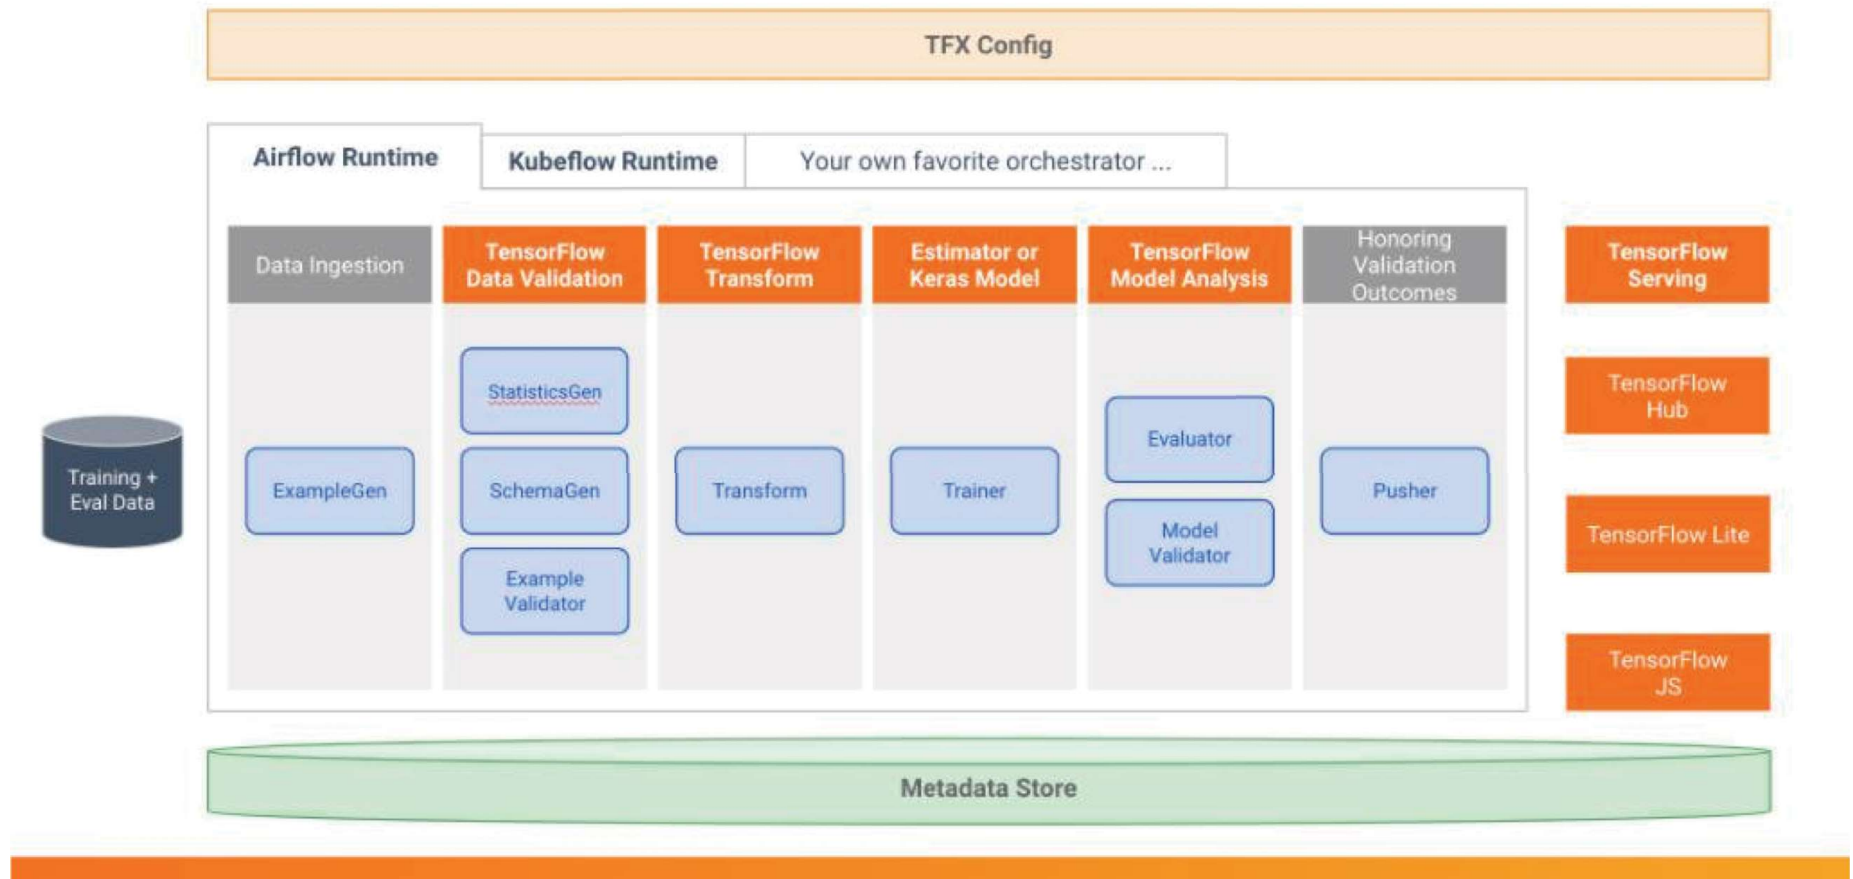 TFX Config
Airflow Runtime
Kubeflow Runtime
Your own favorite orchestrator ...
Data Ingestion
TensorFlow
Data Validation
TensorFlow
Transform
Estimator or
Keras Model
TensorFlow
Model Analysis
Honoring
Validation
Outcomes
TensorFlow
Serving
Training +
Eval Data
ExampleGen
StatisticsGen
SchemaGen
Example
Validator
Transform
Trainer
Evaluator
Model
Validator
Pusher
TensorFlow
Hub
TensorFlow Lite
TensorFlow
JS
Metadata Store